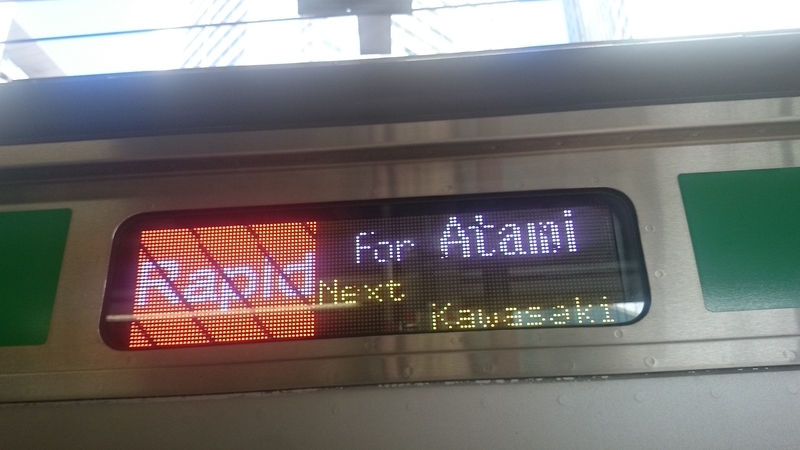 Rapid
for Atami
Next
Kawasaki